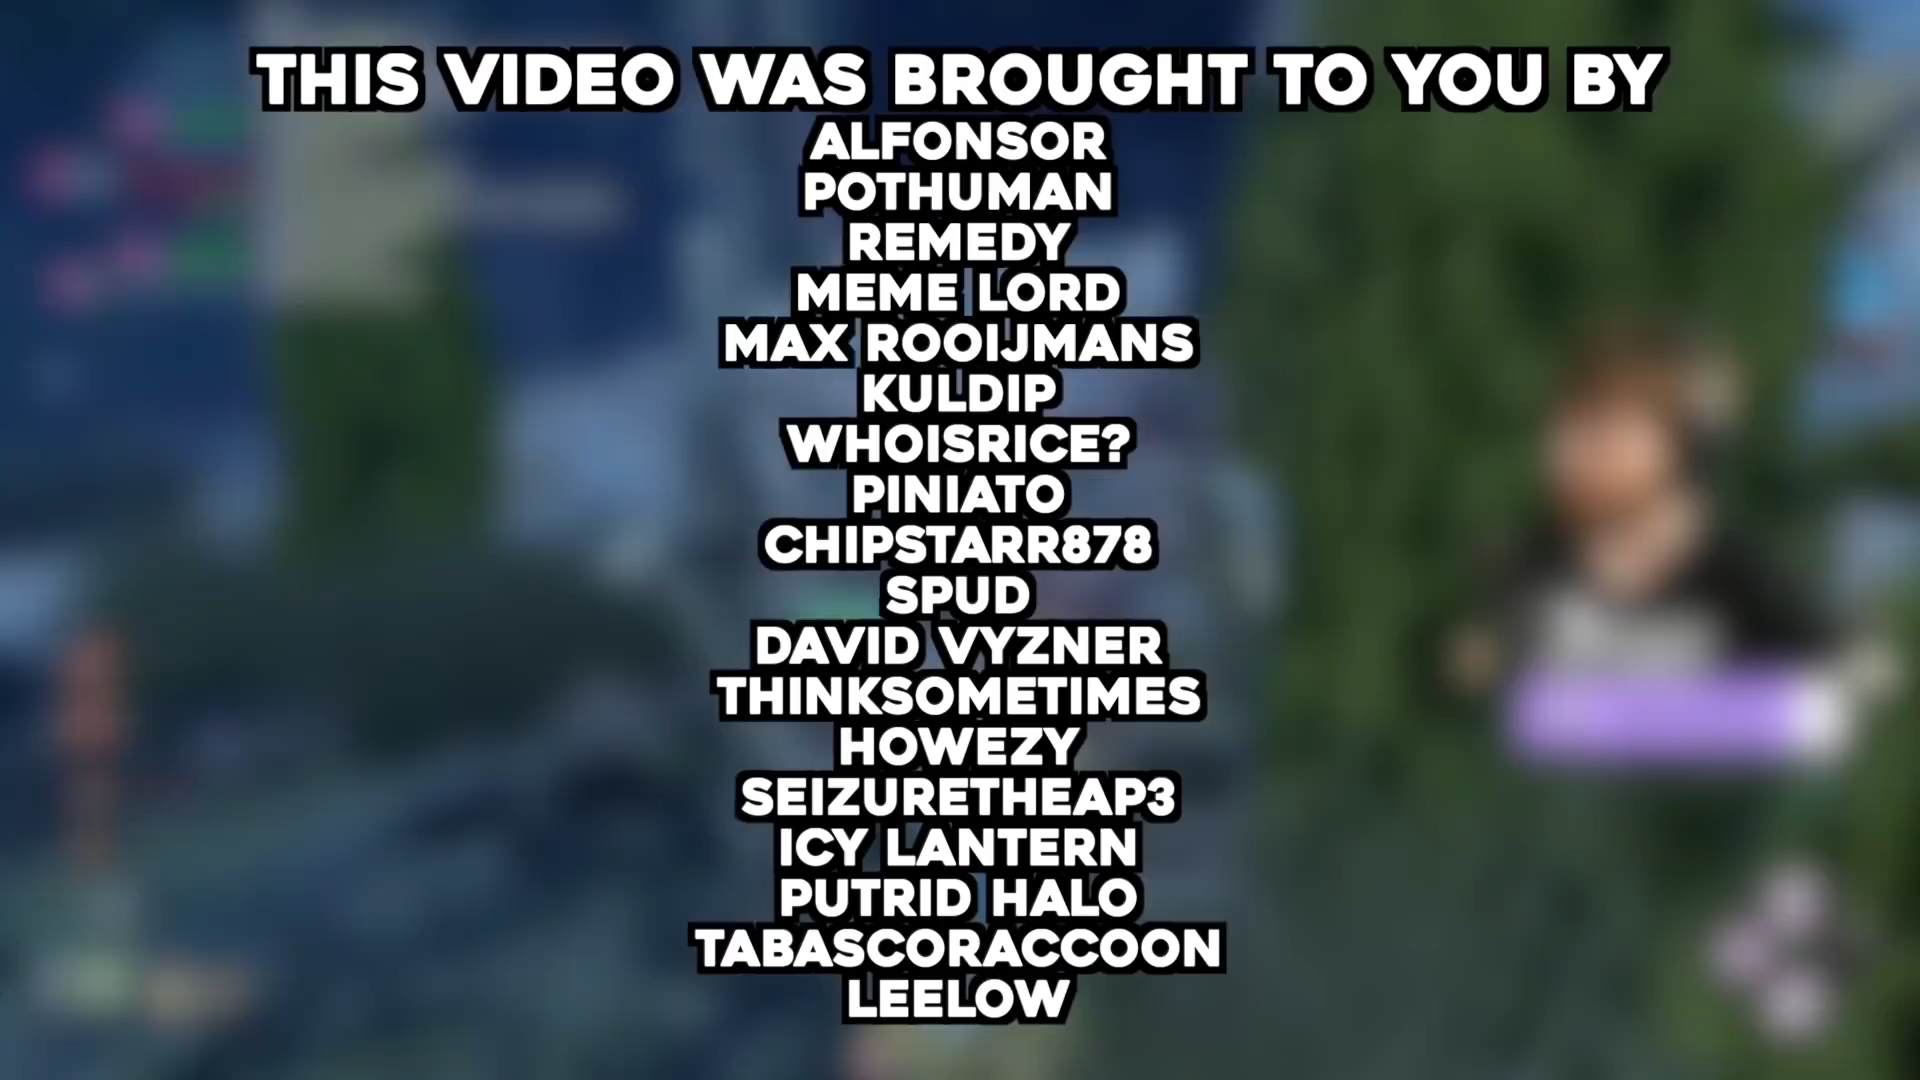 THIS VIDEO WAS BROUGHT TO YOU BY
ALFONSOR
POTHUMAN
REMEDY
MEME LORD
MAX ROOIJMANS
KULDIP
WHOISRICE?
PINIATO
CHIPSTARR878
SPUD
DAVID VYZNER
THINKSOMETIMES
HOWEZY
SEIZURETHEAP3
ICY LANTERN
PUTRID HALO
TABASCORACCOON
LEELOW